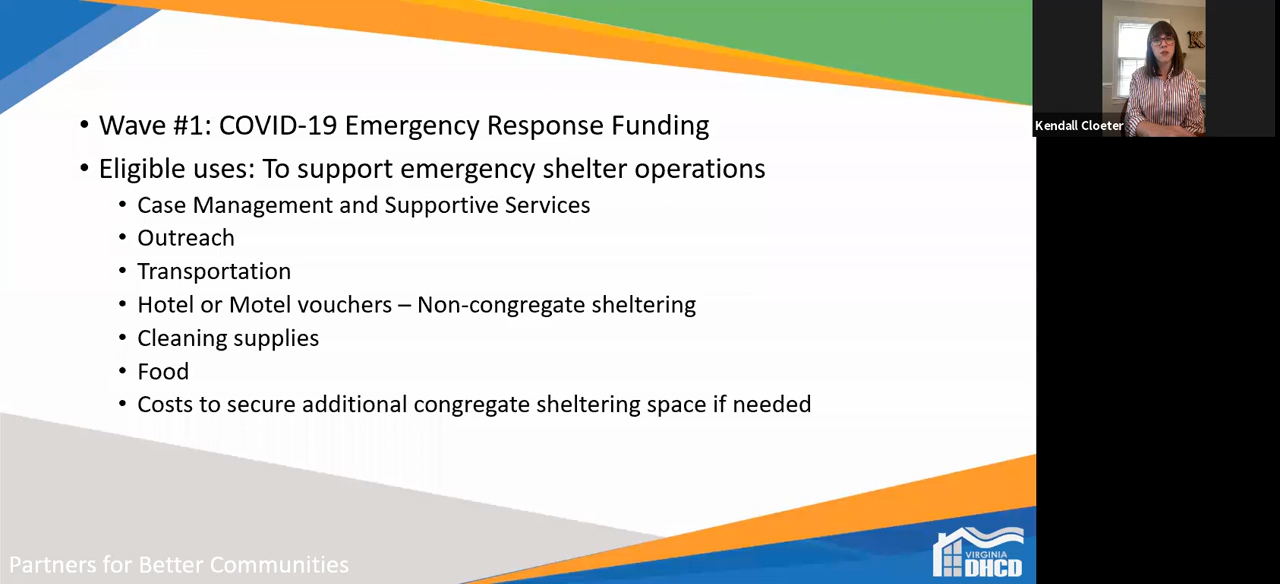 • Wave #1: COVID-19 Emergency Response Funding
• Eligible uses: To support emergency shelter operations
• Case Management and Supportive Services
• Outreach
• Transportation
• Hotel or Motel vouchers – Non-congregate sheltering
• Cleaning supplies
• Food
• Costs to secure additional congregate sheltering space if needed
Kendall Cloeter
K
Partners for Better Communities
VIRGINIA
DHCD